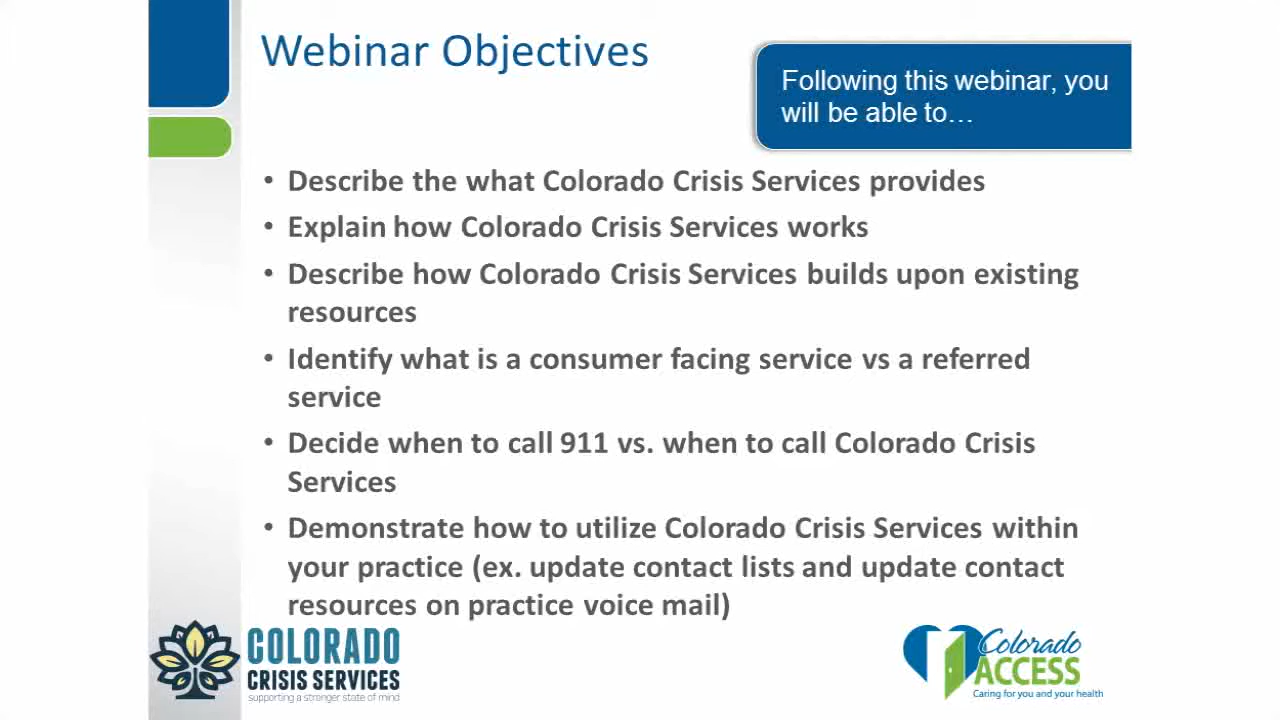 Webinar Objectives
Following this webinar, you
will be able to…
• Describe the what Colorado Crisis Services provides
• Explain how Colorado Crisis Services works
• Describe how Colorado Crisis Services builds upon existing
resources
• Identify what is a consumer facing service vs a referred
service
• Decide when to call 911 vs. when to call Colorado Crisis
Services
• Demonstrate how to utilize Colorado Crisis Services within
your practice (ex. update contact lists and update contact
resources on practice voice mail)
COLORADO
CRISIS SERVICES
supporting a stronger state of mind
Colorado
ACCESS
Caring for you and your health